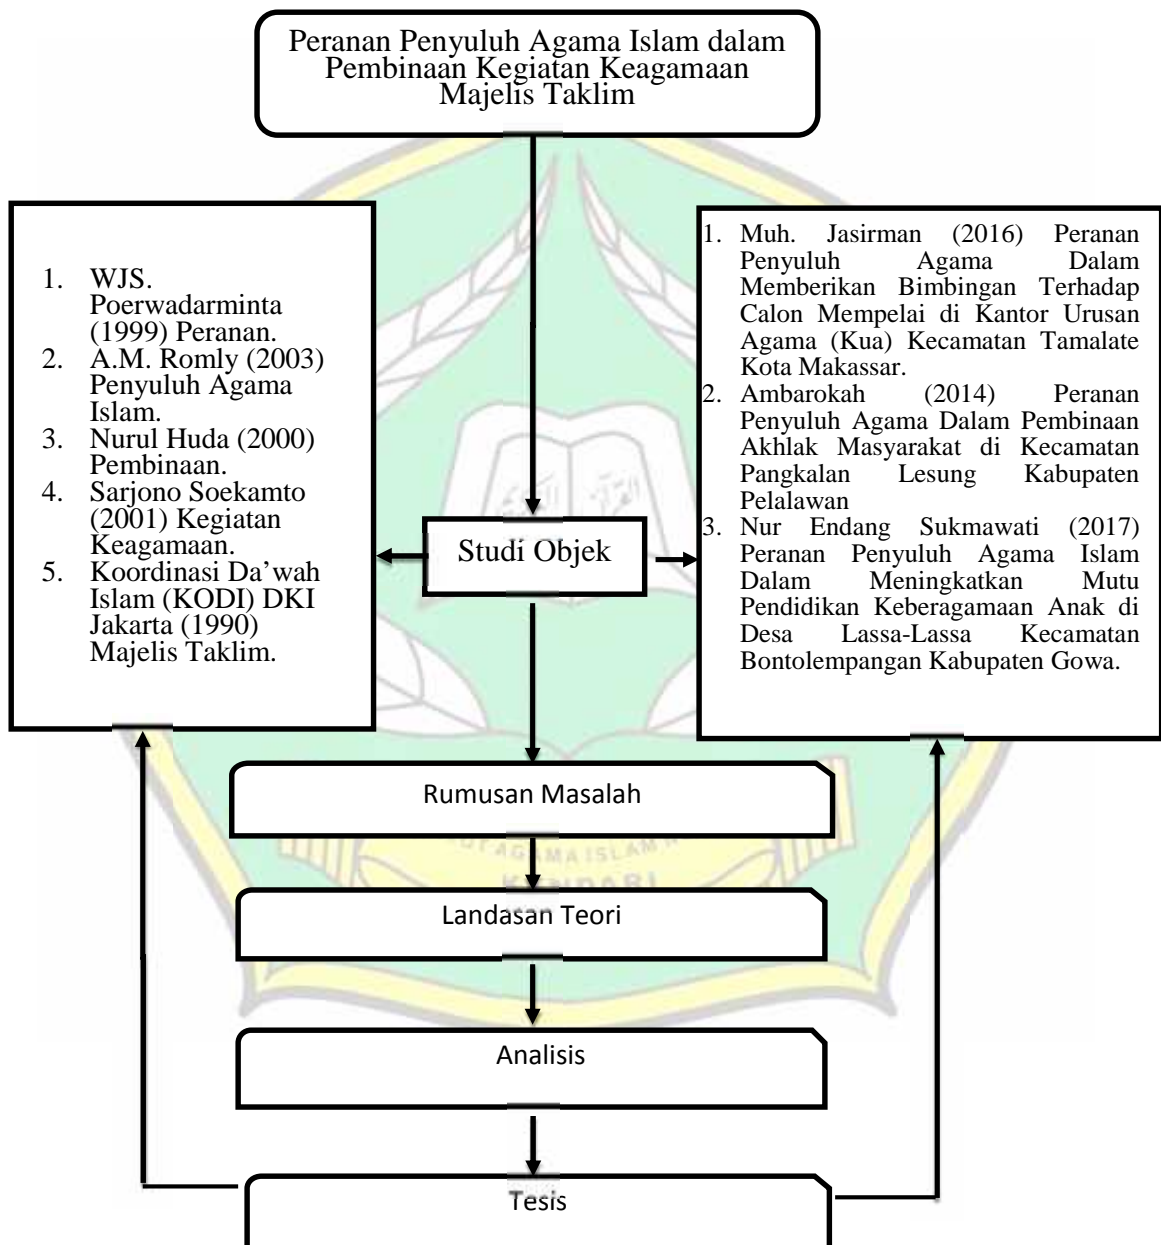 Peranan Penyuluh Agama Islam dalam
Pembinaan Kegiatan Keagamaan
Majelis Taklim
1. WJS.
Poerwadarminta
(1999) Peranan.
2. A.M. Romly (2003)
Penyuluh Agama
Islam.
3. Nurul Huda (2000)
Pembinaan.
4. Sarjono Soekamto
(2001) Kegiatan
Keagamaan.
5. Koordinasi Da’wah
Islam (KODI) DKI
Jakarta (1990)
Majelis Taklim.
1. Muh. Jasirman (2016) Peranan
Penyuluh Agama Dalam
Memberikan Bimbingan Terhadap
Calon Mempelai di Kantor Urusan
Agama (Kua) Kecamatan Tamalate
Kota Makassar.
2. Ambarokah (2014) Peranan
Penyuluh Agama Dalam Pembinaan
Akhlak Masyarakat di Kecamatan
Pangkalan Lesung Kabupaten
Pelalawan
3. Nur Endang Sukmawati (2017)
Peranan Penyuluh Agama Islam
Dalam Meningkatkan Mutu
Pendidikan Keberagamaan Anak di
Desa Lassa-Lassa Kecamatan
Bontolempangan Kabupaten Gowa.
Studi Objek
Rumusan Masalah
AGAMA ISLAM
KENDARI
Landasan Teori
Analisis
Tesis